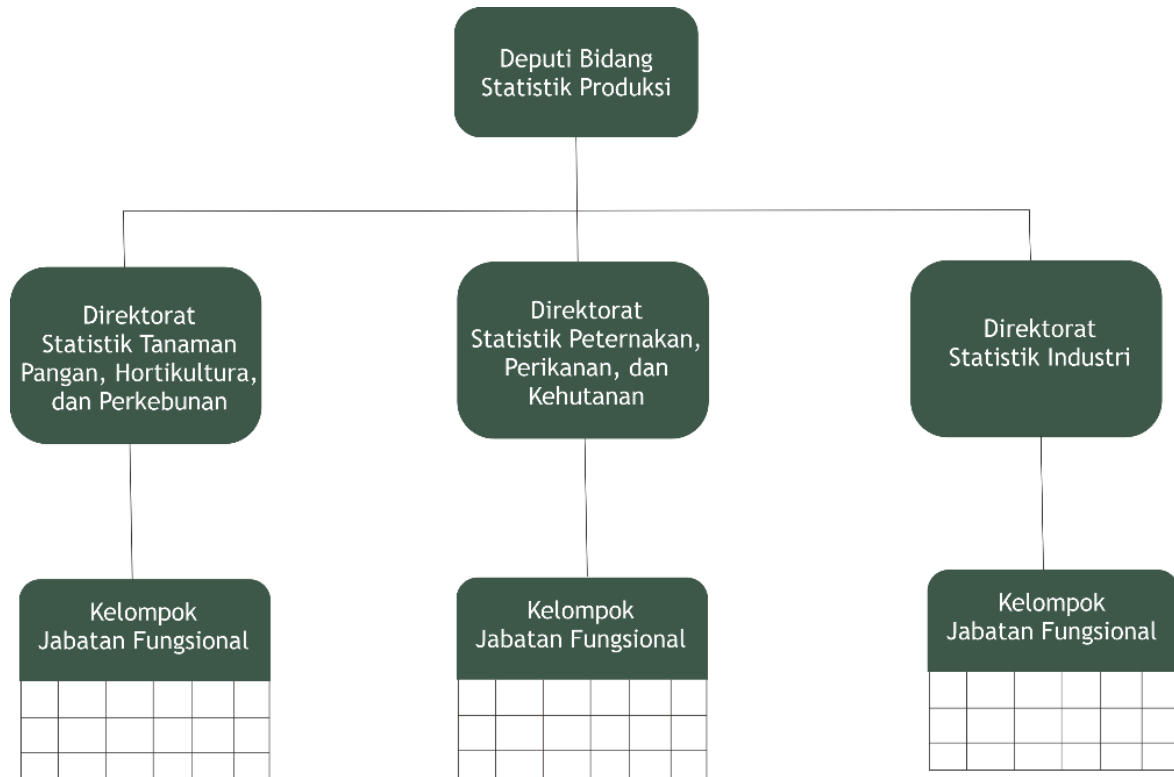 Deputi Bidang
Statistik Produksi
Direktorat
Statistik Tanaman
Pangan, Hortikultura,
dan Perkebunan
Direktorat
Statistik Peternakan,
Perikanan, dan
Kehutanan
Direktorat
Statistik Industri
Kelompok
Jabatan Fungsional
Kelompok
Jabatan Fungsional
Kelompok
Jabatan Fungsional